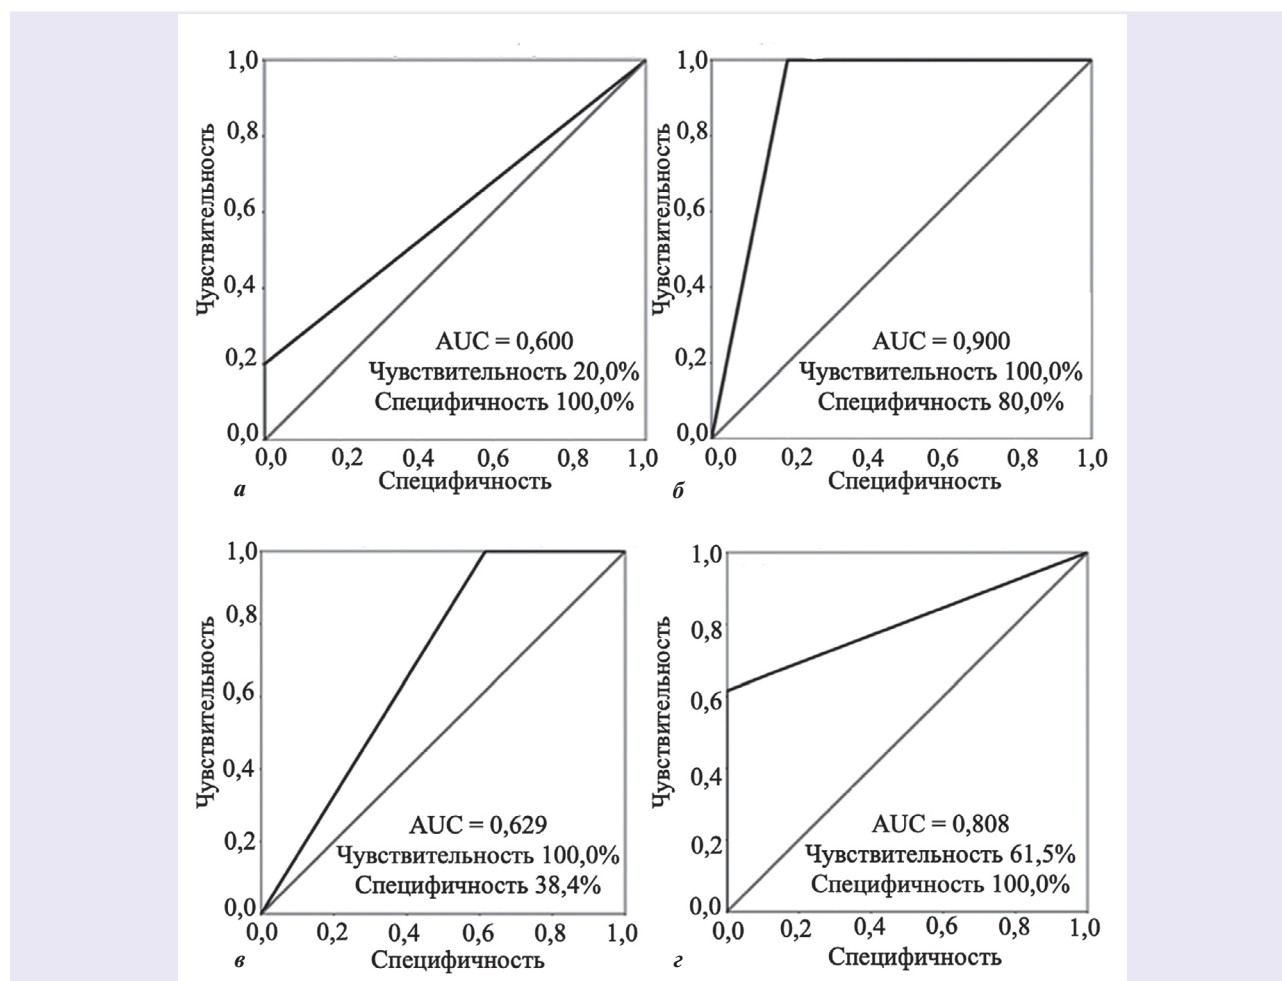 1,0
0,8
0,6
0,4
0,2
0,0
Чувствительность
AUC = 0,600
Чувствительность 20,0%
Специфичность 100,0%
0,0 0,2 0,4 0,6 0,8 1,0
Специфичность
а
1,0
0,8
0,6
0,4
0,2
0,0
Чувствительность
AUC = 0,900
Чувствительность 100,0%
Специфичность 80,0%
0,0 0,2 0,4 0,6 0,8 1,0
Специфичность
б
1,0
0,8
0,6
0,4
0,2
0,0
Чувствительность
AUC = 0,629
Чувствительность 100,0%
Специфичность 38,4%
0,0 0,2 0,4 0,6 0,8 1,0
Специфичность
в
1,0
0,8
0,6
0,4
0,2
0,0
Чувствительность
AUC = 0,808
Чувствительность 61,5%
Специфичность 100,0%
0,0 0,2 0,4 0,6 0,8 1,0
Специфичность
г